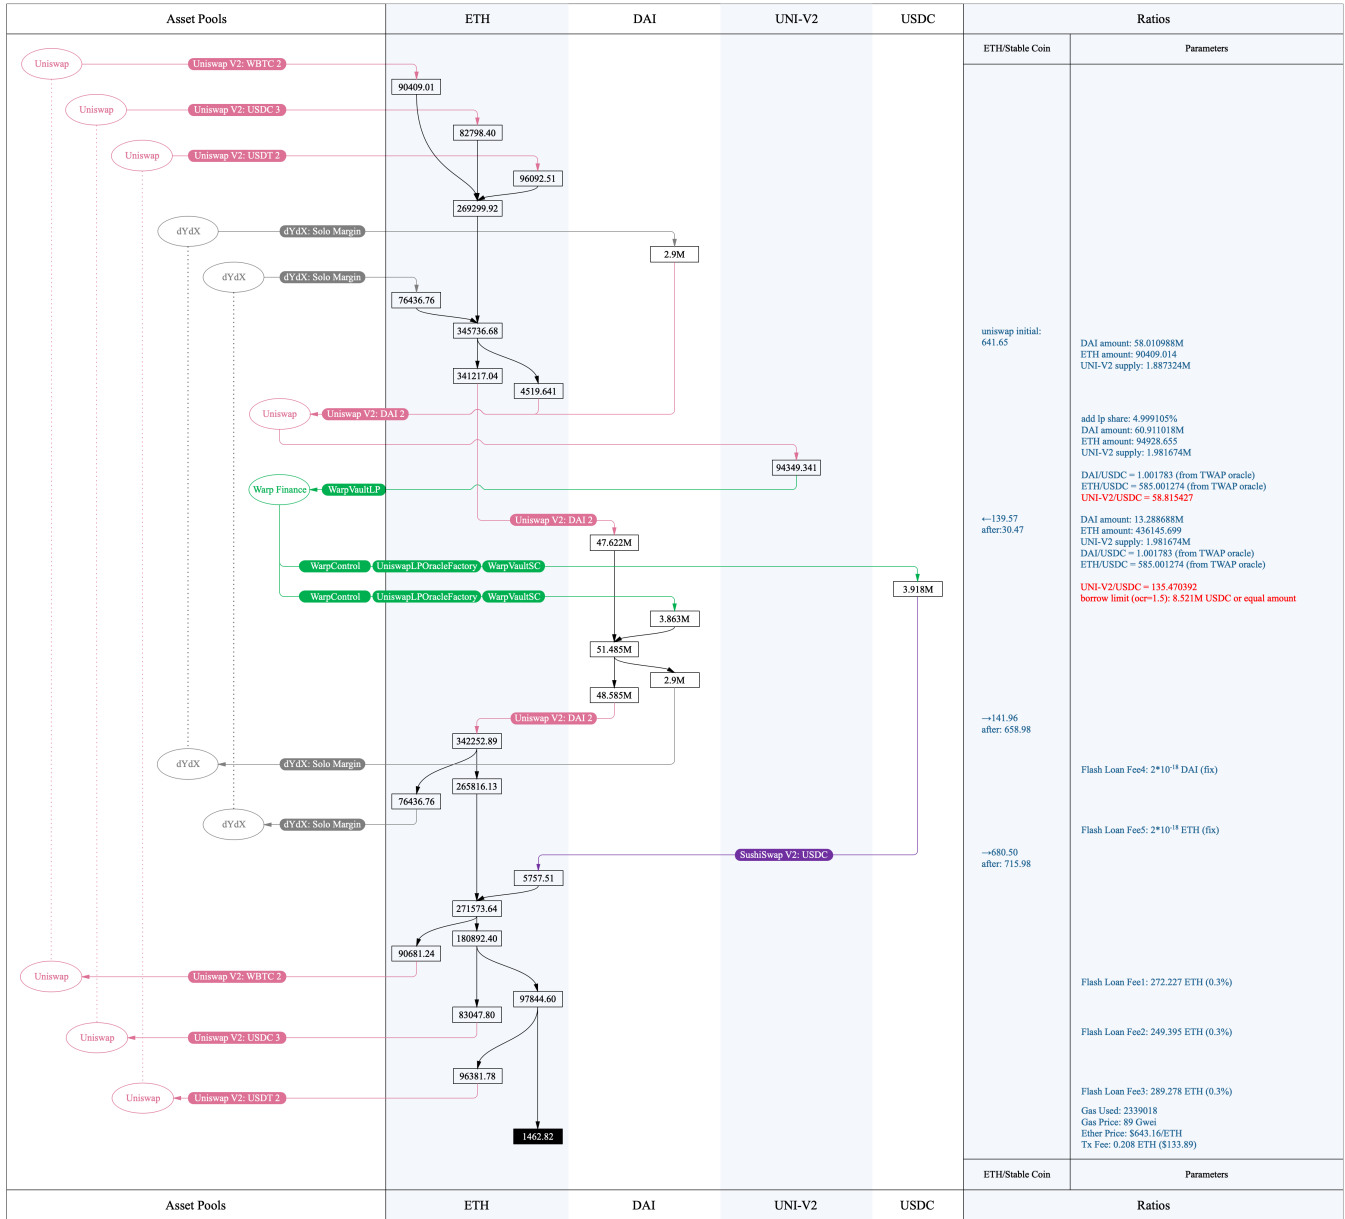 Asset Pools
ETH
DAI
UNI-V2
USDC
Ratios
ETH/Stable Coin
Parameters
Uniswap
Uniswap V2: WBTC 2
90409.01
Uniswap
Uniswap V2: USDC 3
82798.40
Uniswap
Uniswap V2: USDT 2
96092.51
269299.92
dYdX
dYdX: Solo Margin
2.9M
dYdX
dYdX: Solo Margin
76436.76
345736.68
uniswap initial:
641.65
DAI amount: 58.010988M
ETH amount: 90409.014
UNI-V2 supply: 1.887324M
341217.04
4519.641
Uniswap
Uniswap V2: DAI 2
add lp share: 4.999105%
DAI amount: 60.911018M
ETH amount: 94928.655
UNI-V2 supply: 1.981674M
94349.341
DAI/USDC = 1.001783 (from TWAP oracle)
ETH/USDC = 585.001274 (from TWAP oracle)
UNI-V2/USDC = 58.815427
Warp Finance
WarpVaultLP
Uniswap V2: DAI 2
←139.57
after:30.47
DAI amount: 13.288688M
ETH amount: 436145.699
UNI-V2 supply: 1.981674M
DAI/USDC = 1.001783 (from TWAP oracle)
ETH/USDC = 585.001274 (from TWAP oracle)
47.622M
WarpControl
UniswapLPOracleFactory
WarpVaultSC
3.918M
UNI-V2/USDC = 135.470392
borrow limit (ocr=1.5): 8.521M USDC or equal amount
WarpControl
UniswapLPOracleFactory
WarpVaultSC
3.863M
51.485M
2.9M
48.585M
Uniswap V2: DAI 2
→141.96
after: 658.98
342252.89
dYdX
dYdX: Solo Margin
Flash Loan Fee4: 2*10-18 DAI (fix)
265816.13
76436.76
dYdX
dYdX: Solo Margin
Flash Loan Fee5: 2*10-18 ETH (fix)
SushiSwap V2: USDC
→680.50
after: 715.98
5757.51
271573.64
180892.40
90681.24
Uniswap
Uniswap V2: WBTC 2
Flash Loan Fee1: 272.227 ETH (0.3%)
97844.60
83047.80
Uniswap
Uniswap V2: USDC 3
Flash Loan Fee2: 249.395 ETH (0.3%)
96381.78
Uniswap
Uniswap V2: USDT 2
Flash Loan Fee3: 289.278 ETH (0.3%)
Gas Used: 2339018
Gas Price: 89 Gwei
Ether Price: $643.16/ETH
Tx Fee: 0.208 ETH ($133.89)
1462.82
ETH/Stable Coin
Parameters
Asset Pools
ETH
DAI
UNI-V2
USDC
Ratios